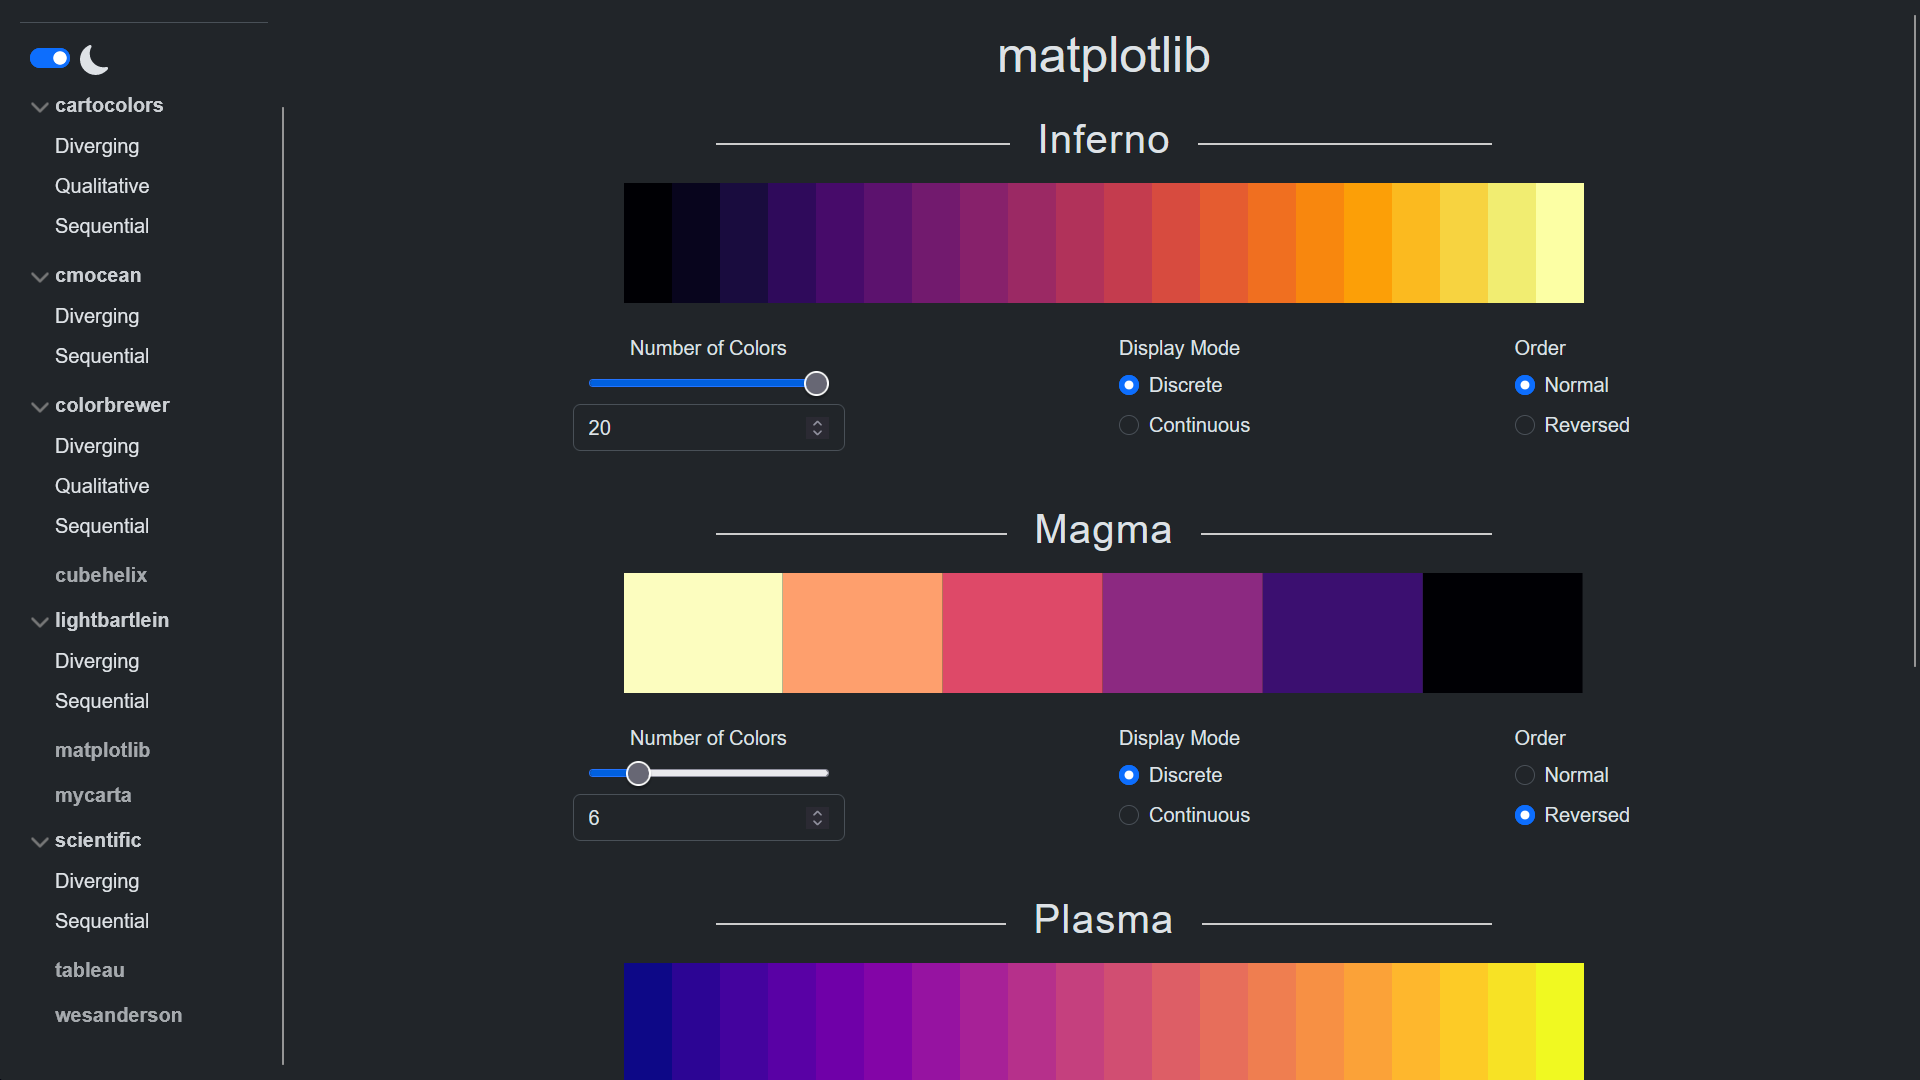 cartocolors
Diverging
Qualitative
Sequential
cmocean
Diverging
Sequential
colorbrewer
Diverging
Qualitative
Sequential
cubehelix
lightbartlein
Diverging
Sequential
matplotlib
mycarta
scientific
Diverging
Sequential
tableau
wesanderson
matplotlib
Inferno
Number of Colors
20
Display Mode
Discrete
Continuous
Order
Normal
Reversed
Magma
Number of Colors
6
Display Mode
Discrete
Continuous
Order
Normal
Reversed
Plasma